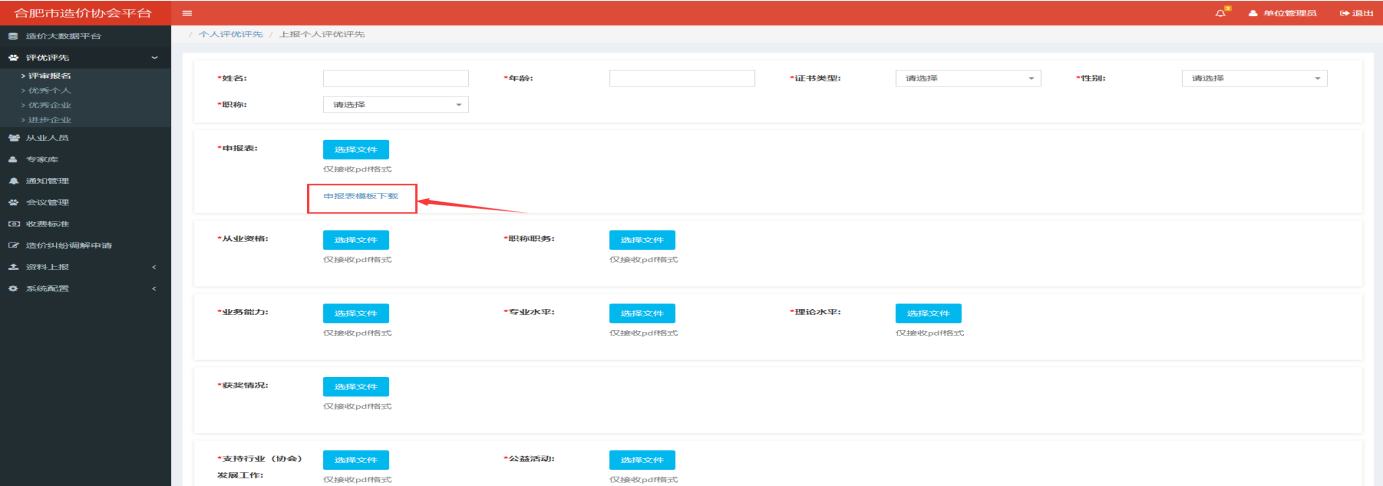 合肥市造价协会平台
3
单位管理员
退出
造价大数据平台
/ 个人评优评先 / 上报个人评优评先
评优评先
> 评审报名
> 优秀个人
> 优秀企业
> 进步企业
从业人员
专家库
通知管理
会议管理
收费标准
造价纠纷调解申请
资料上报
系统配置
*姓名:
*年龄:
*证书类型: 请选择
*性别: 请选择
*职称: 请选择
*申报表: 选择文件
仅接收pdf格式
申报表模板下载
*从业资格: 选择文件 *职称职务: 选择文件
仅接收pdf格式 仅接收pdf格式
*业务能力: 选择文件 *专业水平: 选择文件 *理论水平: 选择文件
仅接收pdf格式 仅接收pdf格式 仅接收pdf格式
*获奖情况: 选择文件
仅接收pdf格式
*支持行业（协会） 选择文件 *公益活动: 选择文件
发展工作: 仅接收pdf格式 仅接收pdf格式